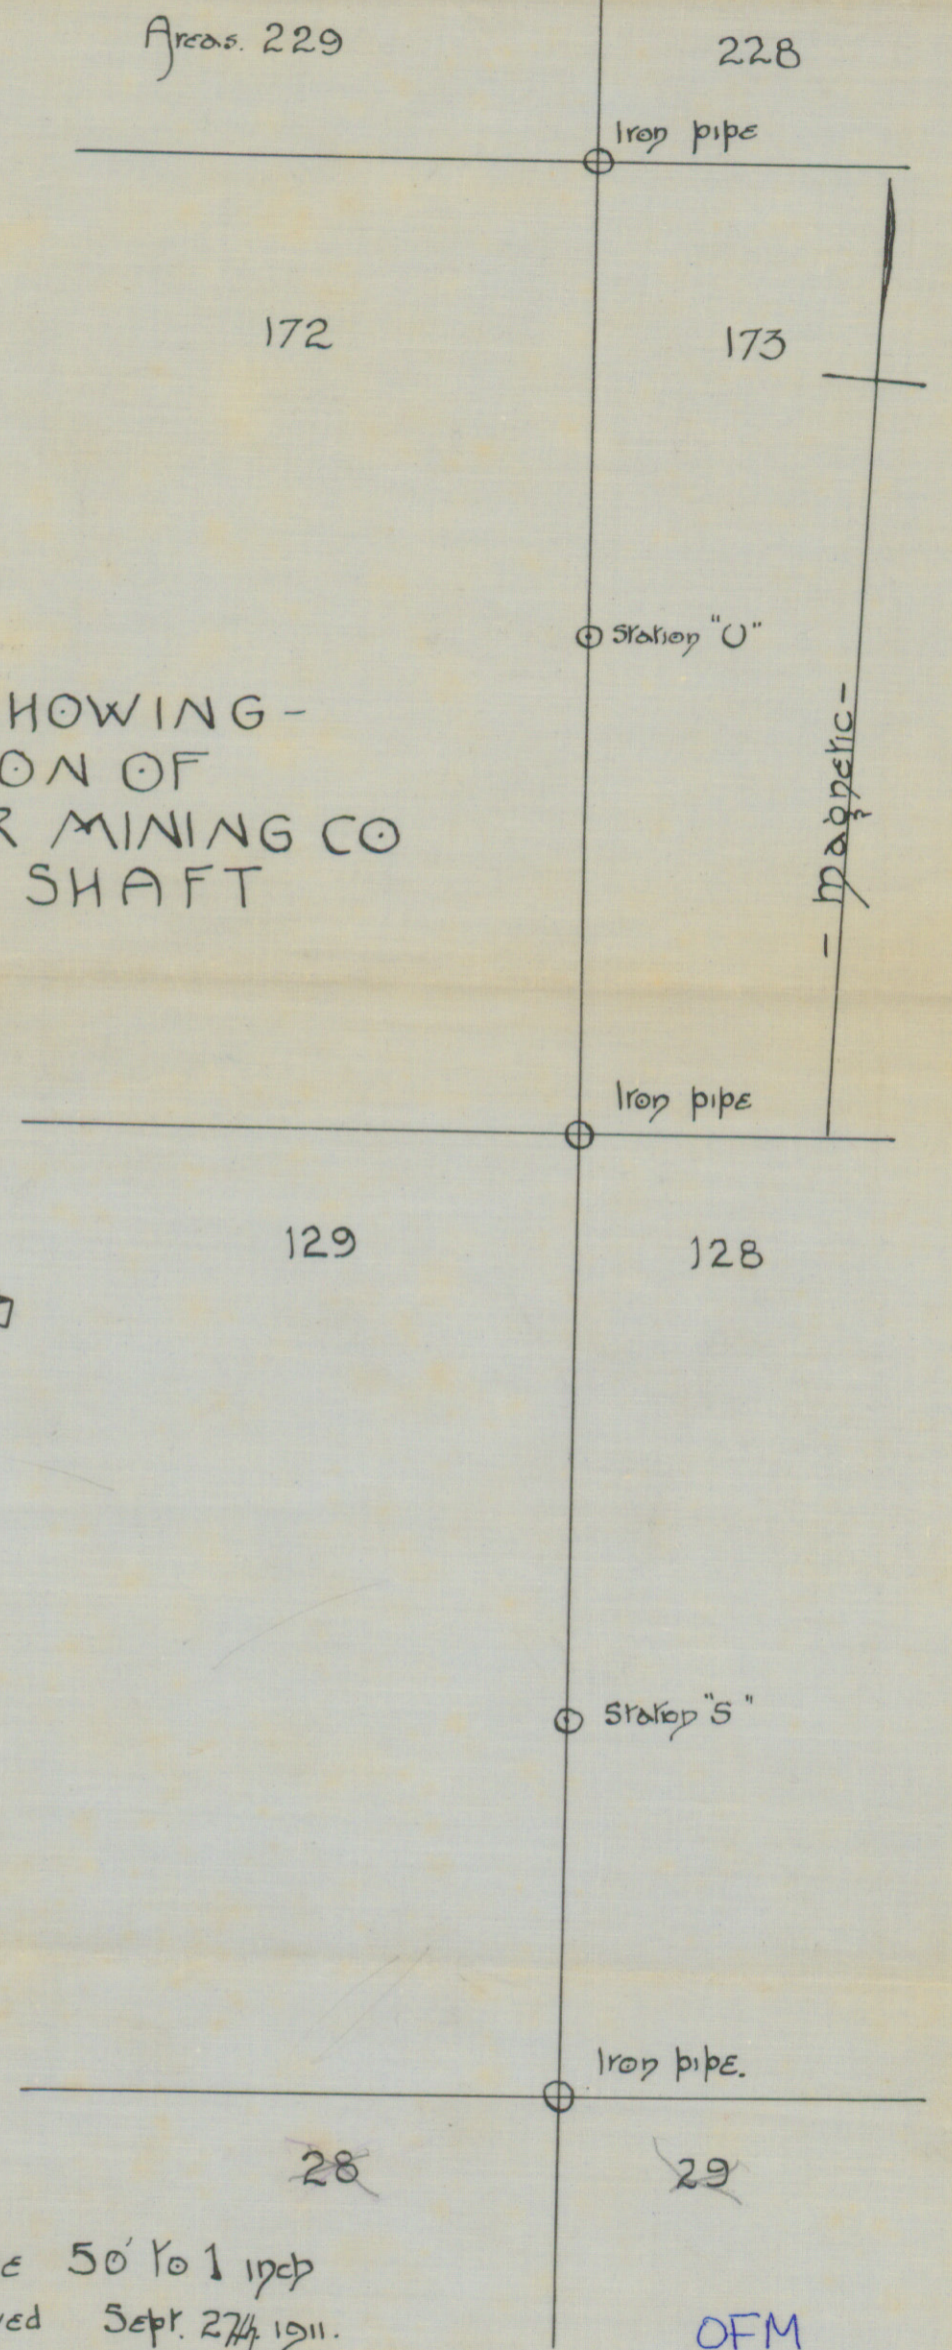 Areas. 229
228
Iron pipe
172
173
Station "U"
HOWING -
ON OF
R MINING CO
SHAFT
- Magnetic -
Iron pipe
129
128
Station "S"
Iron pipe.
28
29
e 50' to 1 inch
ved Sept. 27th 1911.
OFM